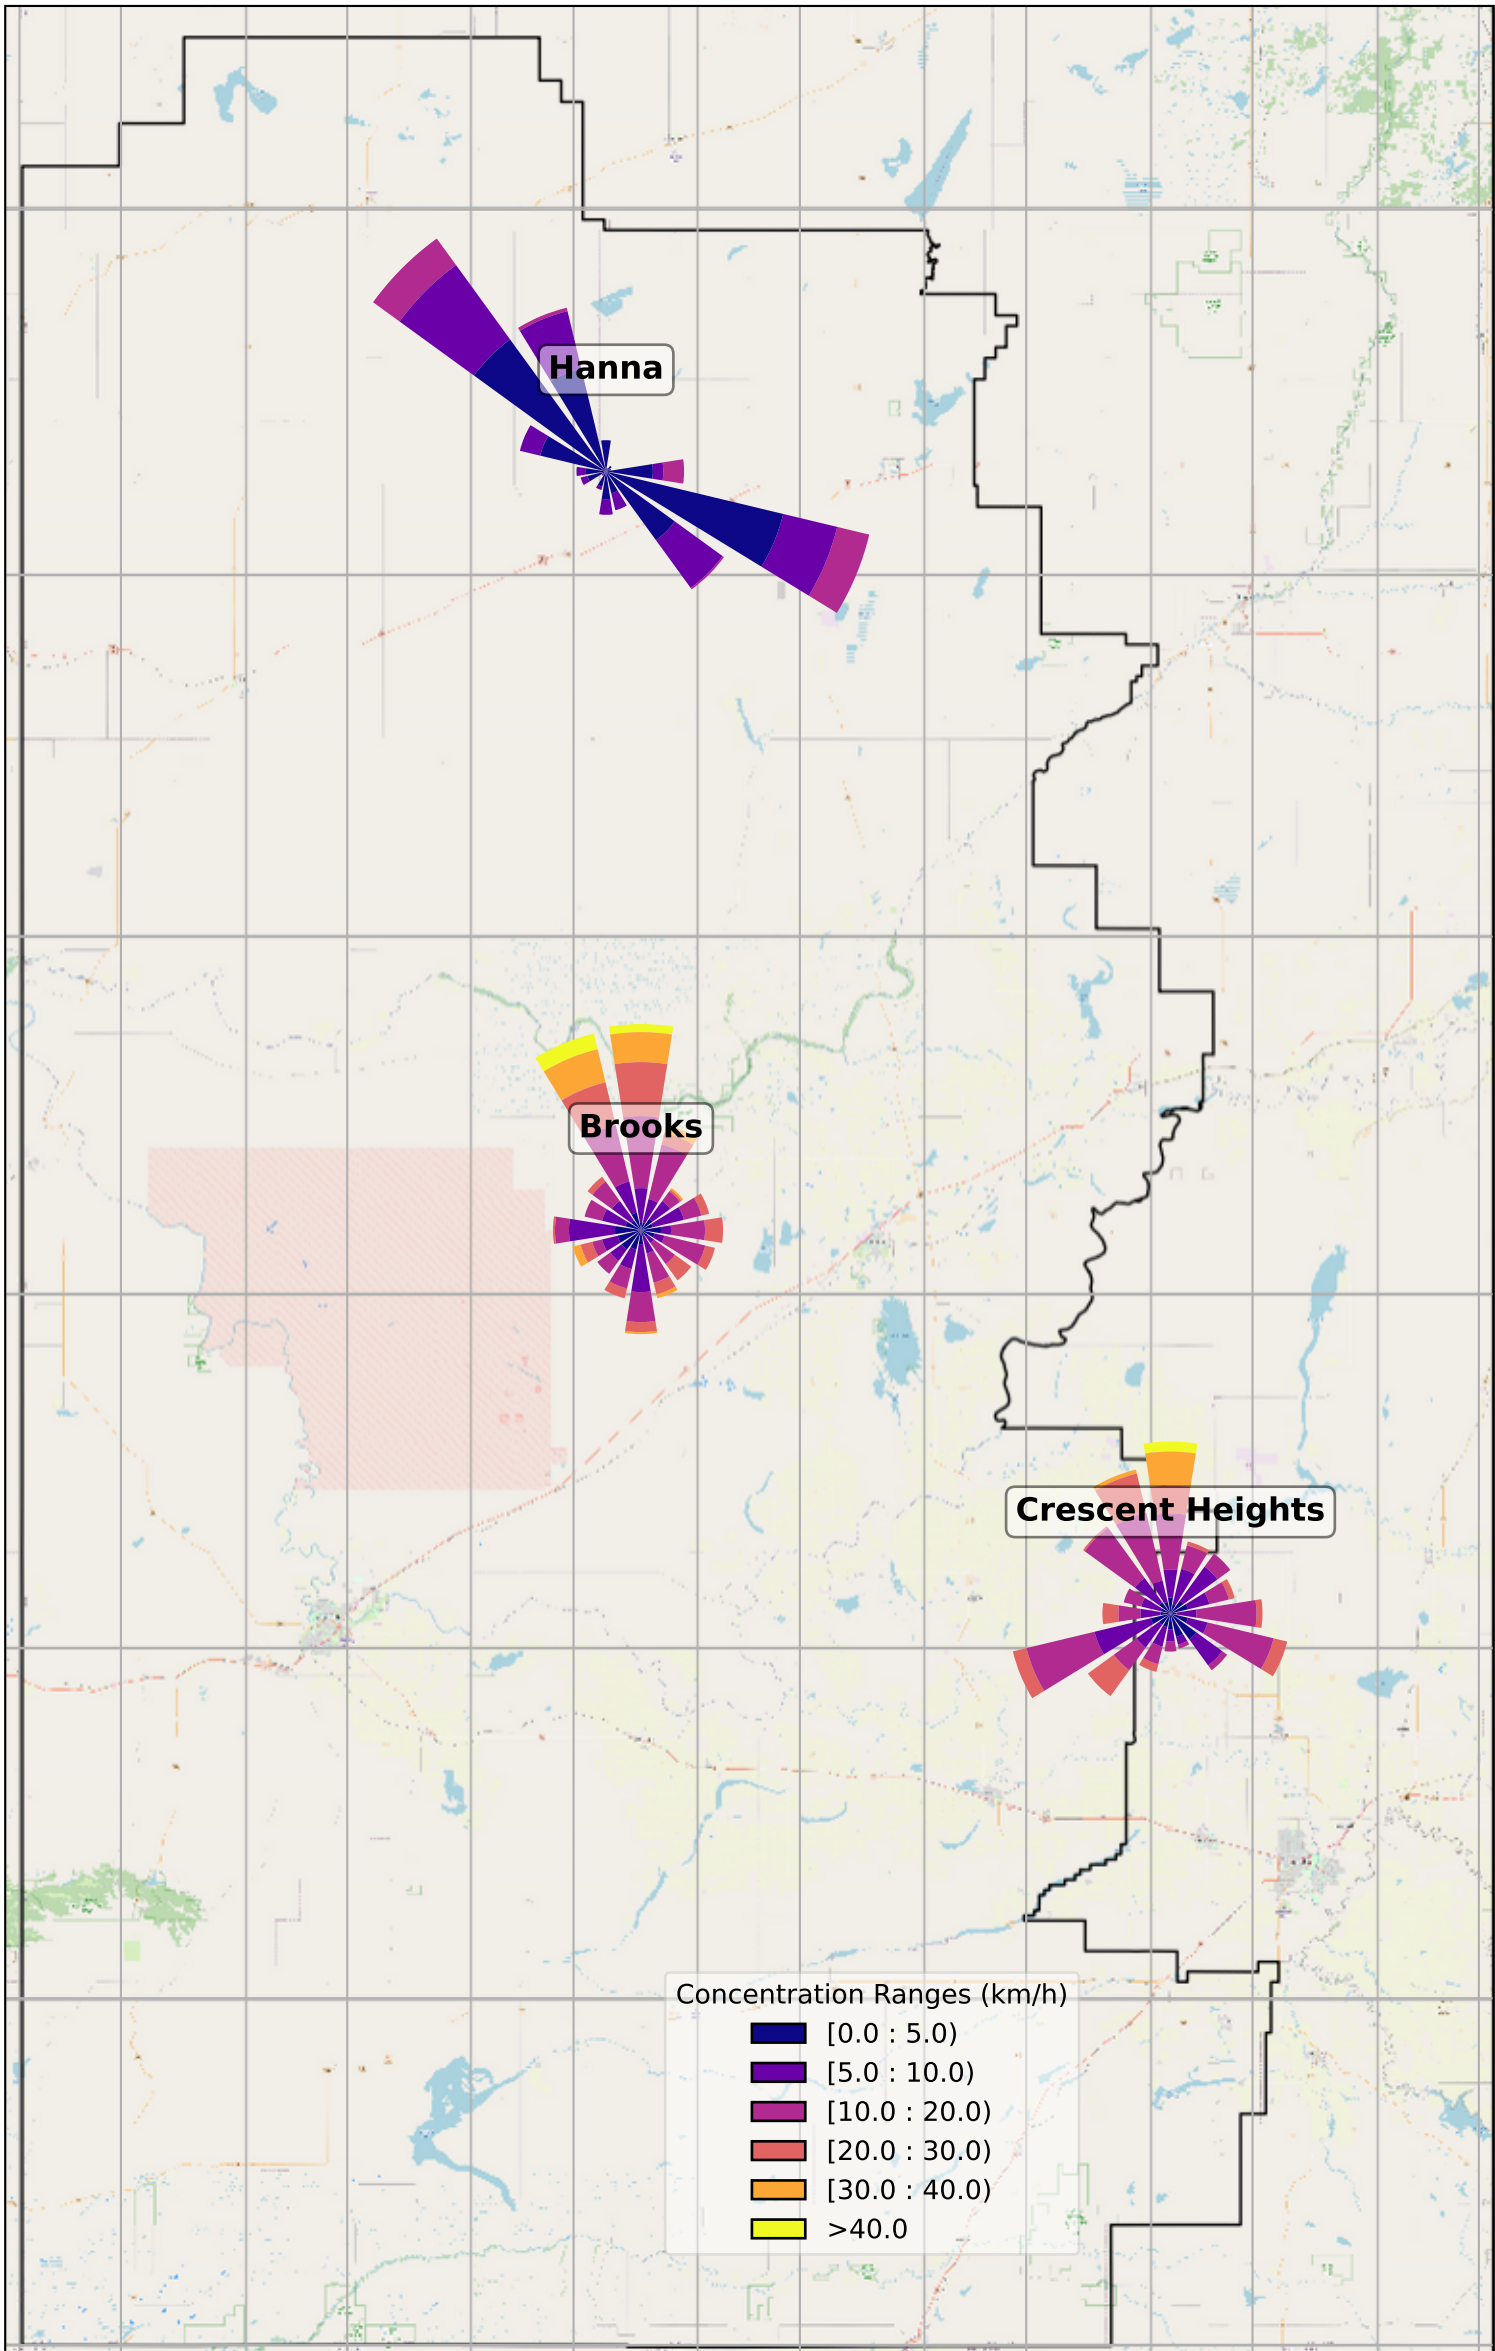 Hanna
Brooks
Crescent Heights
Concentration Ranges (km/h)
[0.0 : 5.0)
[5.0 : 10.0)
[10.0 : 20.0)
[20.0 : 30.0)
[30.0 : 40.0)
>40.0